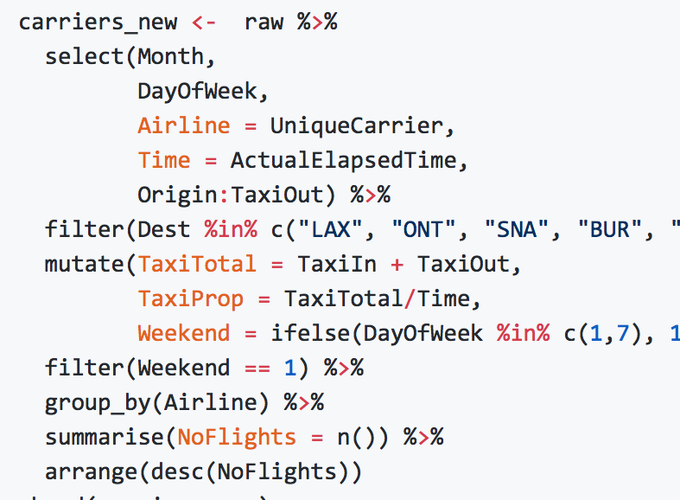 carriers_new <-  raw %>%
  select(Month,
         DayOfWeek,
         Airline = UniqueCarrier,
         Time = ActualElapsedTime,
         Origin:TaxiOut) %>%
  filter(Dest %in% c("LAX", "ONT", "SNA", "BUR", "
  mutate(TaxiTotal = TaxiIn + TaxiOut,
         TaxiProp = TaxiTotal/Time,
         Weekend = ifelse(DayOfWeek %in% c(1,7), 1
  filter(Weekend == 1) %>%
  group_by(Airline) %>%
  summarise(NoFlights = n()) %>%
  arrange(desc(NoFlights))